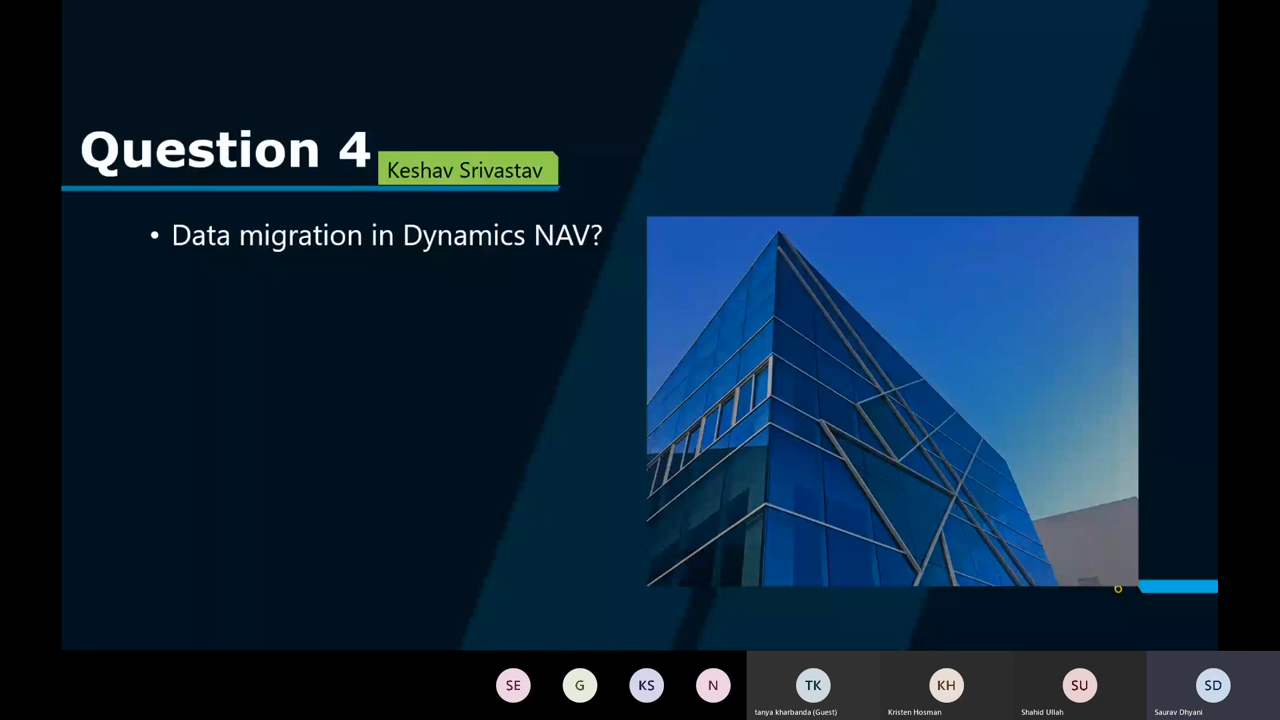 Question 4
Keshav Srivastav
• Data migration in Dynamics NAV?
6
SE
G
KS
N
TK
KH
SU
SD
tanya kharbanda (Guest)
Kristen Hosman
Shahid Ullah
Saurav Dhyani